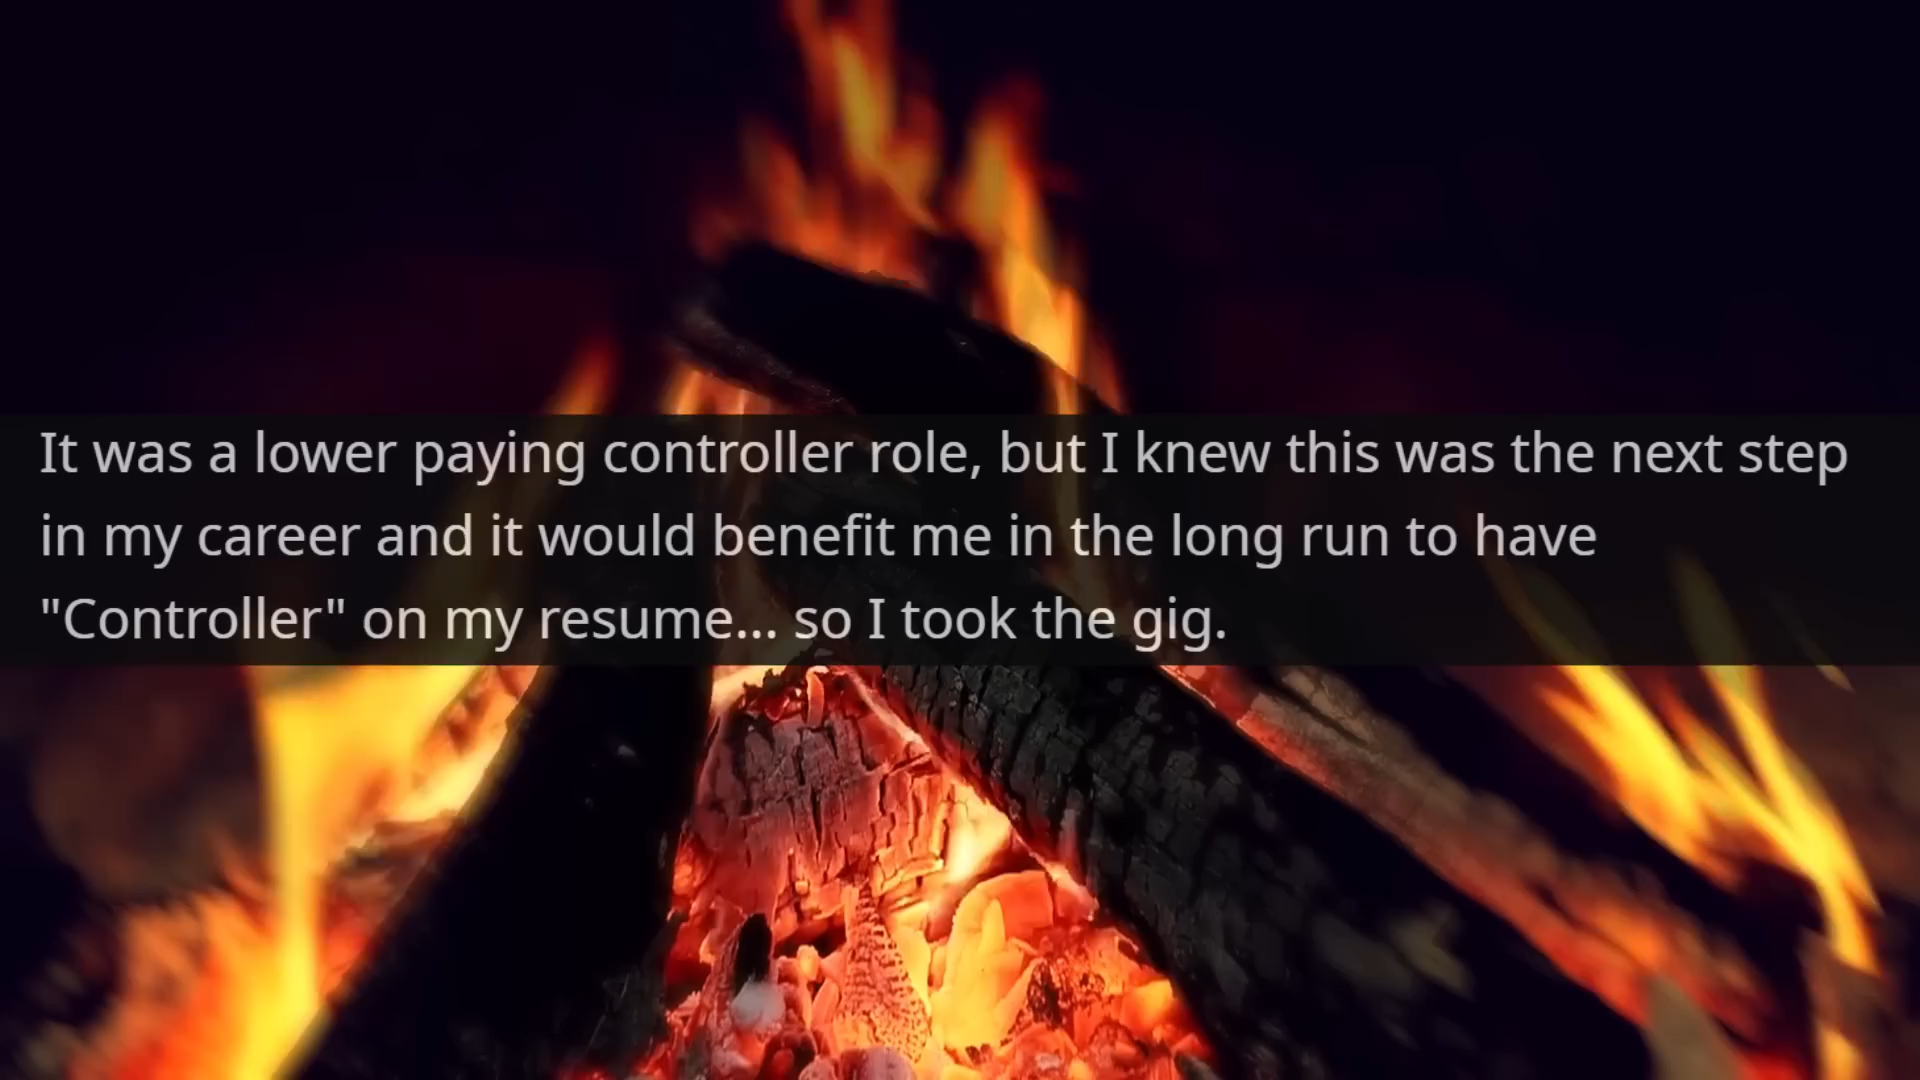 It was a lower paying controller role, but I knew this was the next step
in my career and it would benefit me in the long run to have
"Controller" on my resume... so I took the gig.